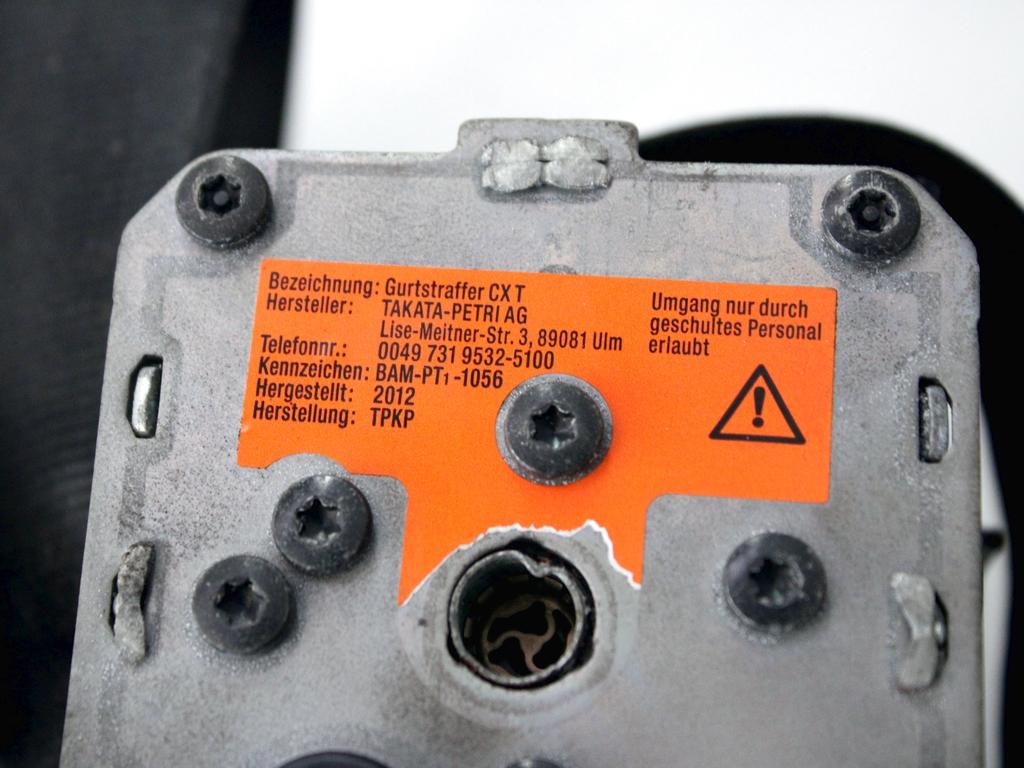 Bezeichnung: Gurtstraffer CX T
Hersteller: TAKATA-PETRI AG
Lise-Meitner-Str. 3, 89081 Ulm
Telefonnr.: 0049 731 9532-5100
Kennzeichen: BAM-PT₁-1056
Hergestellt: 2012
Herstellung: TPKP
Umgang nur durch
geschultes Personal
erlaubt